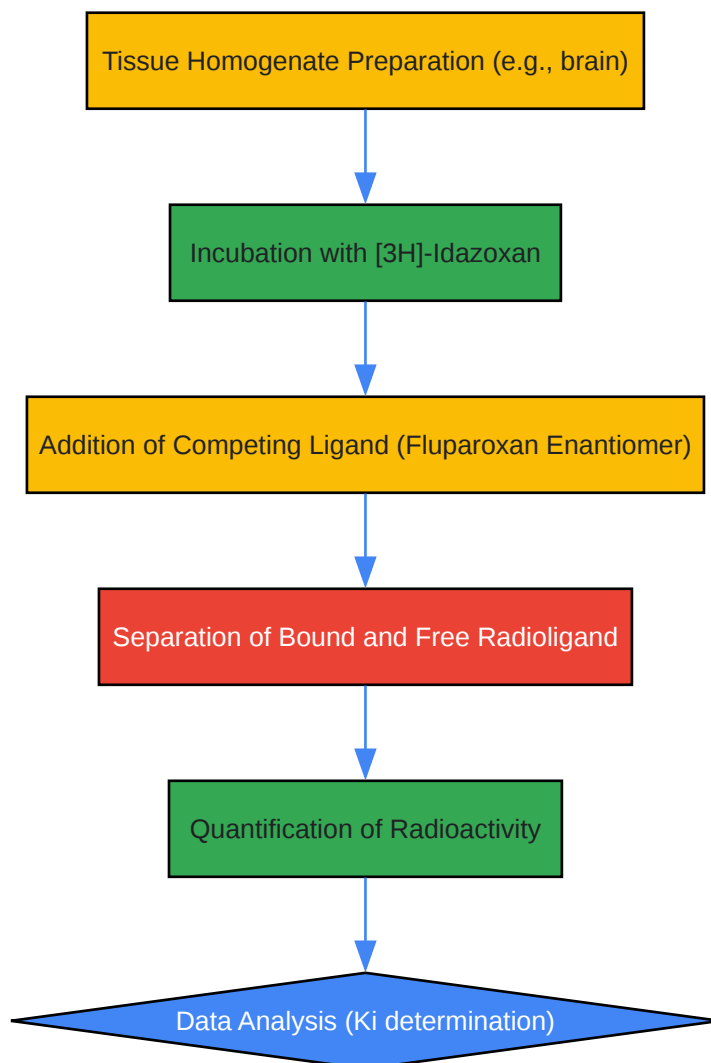 Tissue Homogenate Preparation (e.g., brain)
Incubation with [3H]-Idazoxan
Addition of Competing Ligand (Fluparoxan Enantiomer)
Separation of Bound and Free Radioligand
Quantification of Radioactivity
Data Analysis (Ki determination)